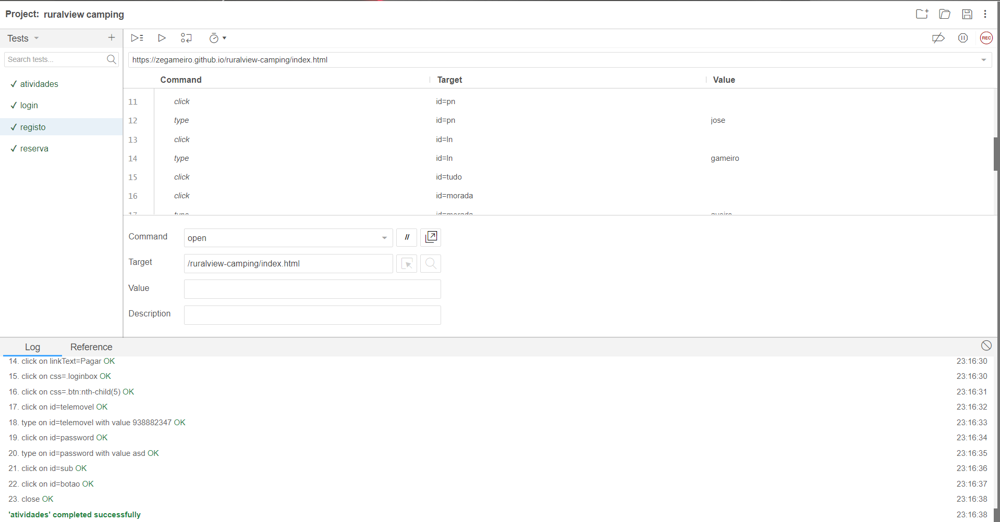 Project: ruralview camping
Tests
Search tests...
✓ atividades
✓ login
✓ registo
✓ reserva
REC
https://zegameiro.github.io/ruralview-camping/index.html
Command Target Value
11 click id=pn
12 type id=pn jose
13 click id=ln
14 type id=ln gameiro
15 click id=tudo
16 click id=morada
17 type id=morada aveiro
Command open //
Target /ruralview-camping/index.html
Value
Description
Log Reference
14. click on linkText=Pagar OK 23:16:30
15. click on css=.loginbox OK 23:16:30
16. click on css=.btn:nth-child(5) OK 23:16:31
17. click on id=telemovel OK 23:16:32
18. type on id=telemovel with value 938882347 OK 23:16:33
19. click on id=password OK 23:16:34
20. type on id=password with value asd OK 23:16:35
21. click on id=sub OK 23:16:36
22. click on id=botao OK 23:16:37
23. close OK 23:16:38
'atividades' completed successfully 23:16:38